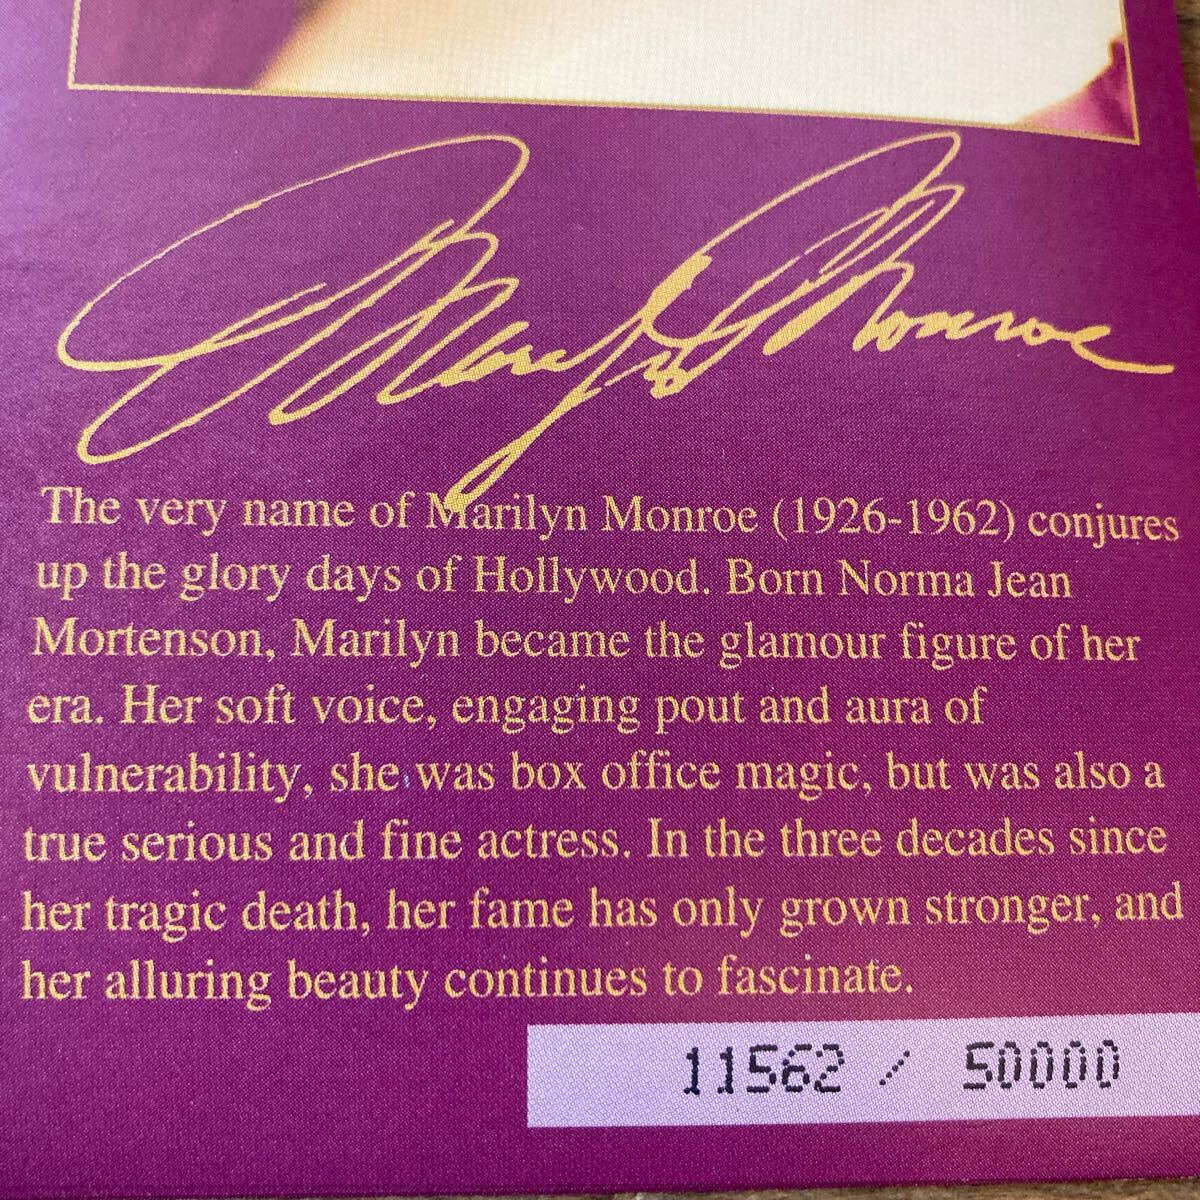 Marilyn Monroe
The very name of Marilyn Monroe (1926-1962) conjures
up the glory days of Hollywood. Born Norma Jean
Mortenson, Marilyn became the glamour figure of her
era. Her soft voice, engaging pout and aura of
vulnerability, she was box office magic, but was also a
true serious and fine actress. In the three decades since
her tragic death, her fame has only grown stronger, and
her alluring beauty continues to fascinate.
11562 / 50000